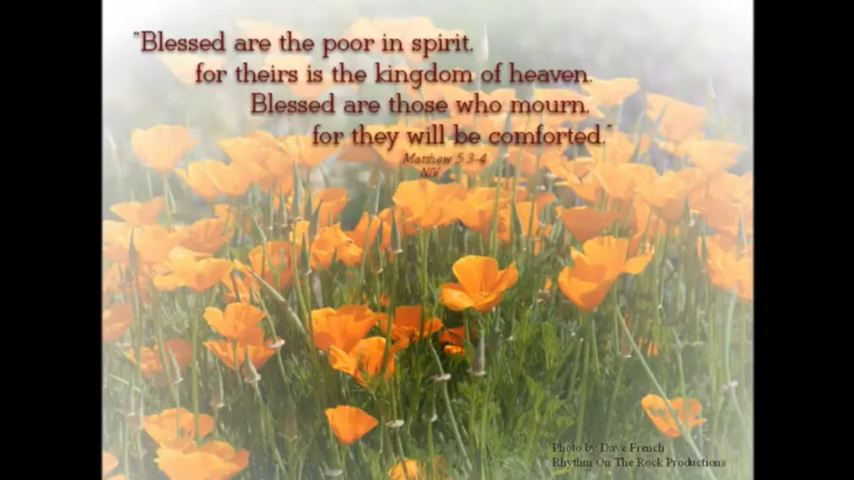 "Blessed are the poor in spirit,
for theirs is the kingdom of heaven.
Blessed are those who mourn,
for they will be comforted."
Matthew 5:3-4
NIV
Photo by Dave French
Rhythm On The Rock Productions